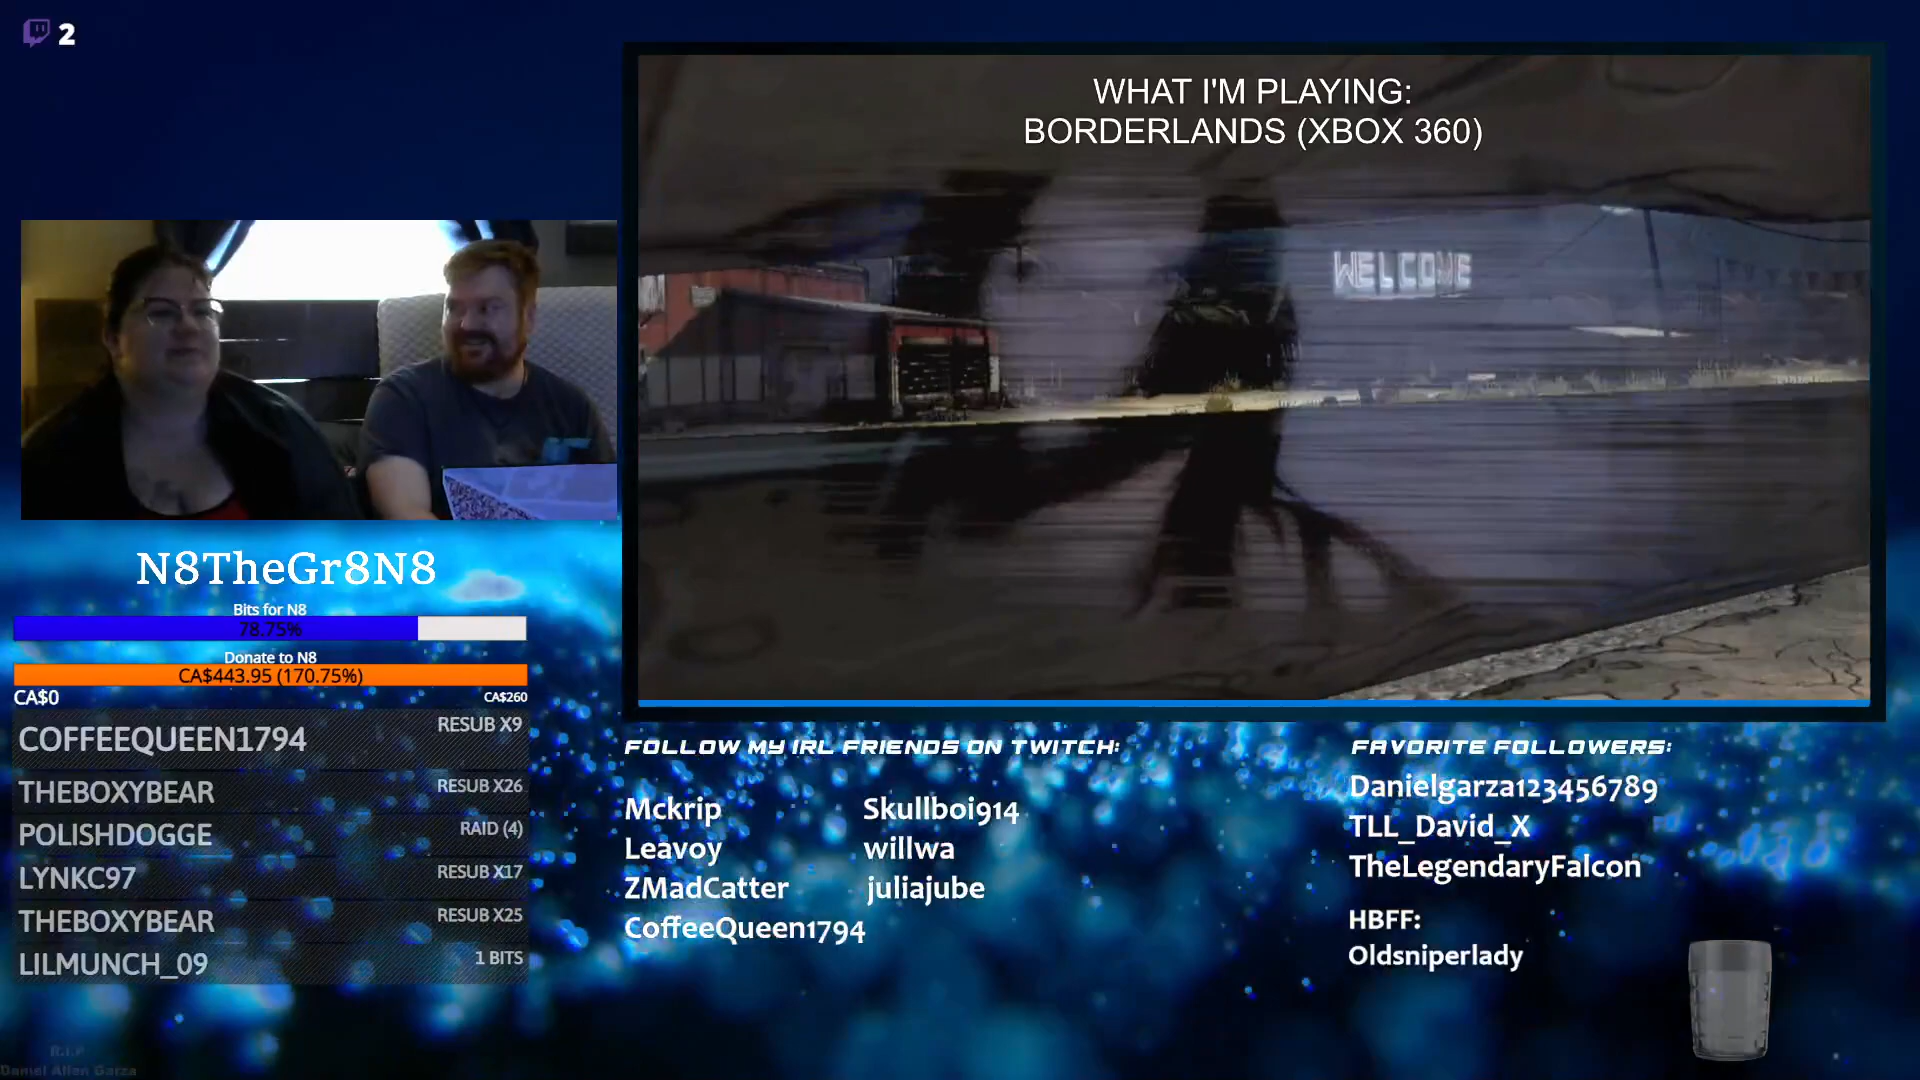 2
WHAT I'M PLAYING:
BORDERLANDS (XBOX 360)
WELCOME
N8TheGr8N8
Bits for N8
78.75%
Donate to N8
CA$443.95 (170.75%)
CA$0 CA$260
COFFEEQUEEN1794 RESUB X9
THEBOXYBEAR RESUB X26
POLISHDOGGE RAID (4)
LYNKC97 RESUB X17
THEBOXYBEAR RESUB X25
LILMUNCH_09 1 BITS
FOLLOW MY IRL FRIENDS ON TWITCH:
Mckrip Skullboi914
Leavoy willwa
ZMadCatter juliajube
CoffeeQueen1794
FAVORITE FOLLOWERS:
Danielgarza123456789
TLL_David_X
TheLegendaryFalcon
HBFF:
Oldsniperlady
R.I.P
Daniel Allen Garza